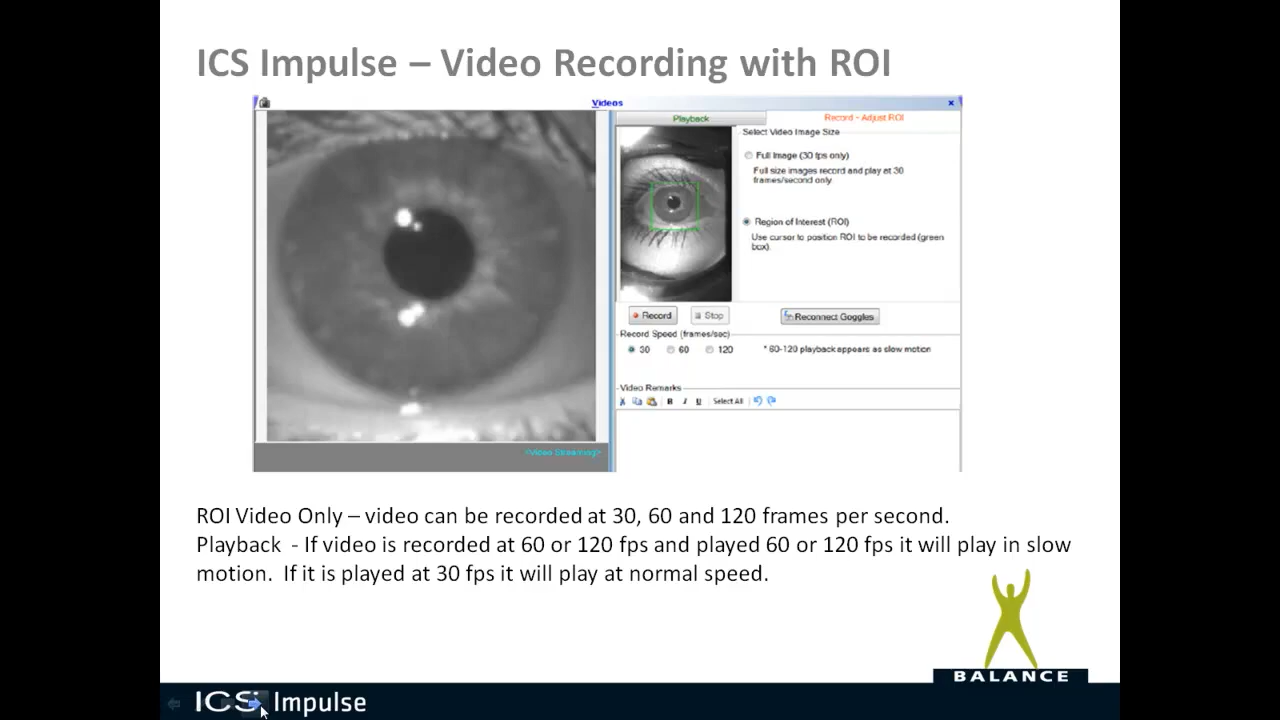 ICS Impulse – Video Recording with ROI
Videos
Playback
Record - Adjust ROI
Select Video Image Size
Full Image (30 fps only)
Full size images record and play at 30
frames/second only.
Region of Interest (ROI)
Use cursor to position ROI to be recorded (green
box).
Record
Stop
Reconnect Goggles
Record Speed (frames/sec)
30
60
120
* 60-120 playback appears as slow motion
Video Remarks
B
I
U
Select All
<Video Streaming>
ROI Video Only – video can be recorded at 30, 60 and 120 frames per second.
Playback - If video is recorded at 60 or 120 fps and played 60 or 120 fps it will play in slow
motion. If it is played at 30 fps it will play at normal speed.
BALANCE
ICS Impulse